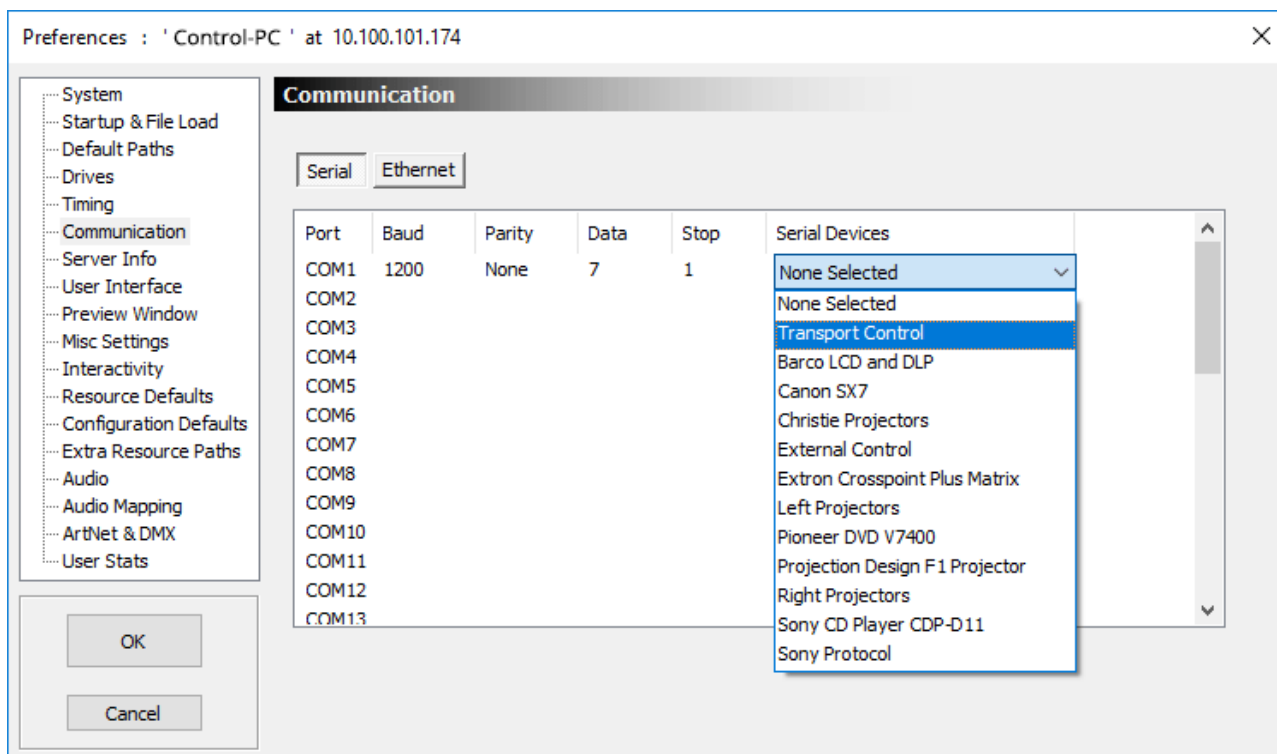 Preferences : ' Control-PC ' at 10.100.101.174
System
Startup & File Load
Default Paths
Drives
Timing
Communication
Server Info
User Interface
Preview Window
Misc Settings
Interactivity
Resource Defaults
Configuration Defaults
Extra Resource Paths
Audio
Audio Mapping
ArtNet & DMX
User Stats
OK
Cancel
Communication
Serial Ethernet
Port Baud Parity Data Stop Serial Devices
COM1 1200 None 7 1 None Selected
COM2
COM3
COM4
COM5
COM6
COM7
COM8
COM9
COM10
COM11
COM12
COM13
None Selected
Transport Control
Barco LCD and DLP
Canon SX7
Christie Projectors
External Control
Extron Crosspoint Plus Matrix
Left Projectors
Pioneer DVD V7400
Projection Design F1 Projector
Right Projectors
Sony CD Player CDP-D11
Sony Protocol